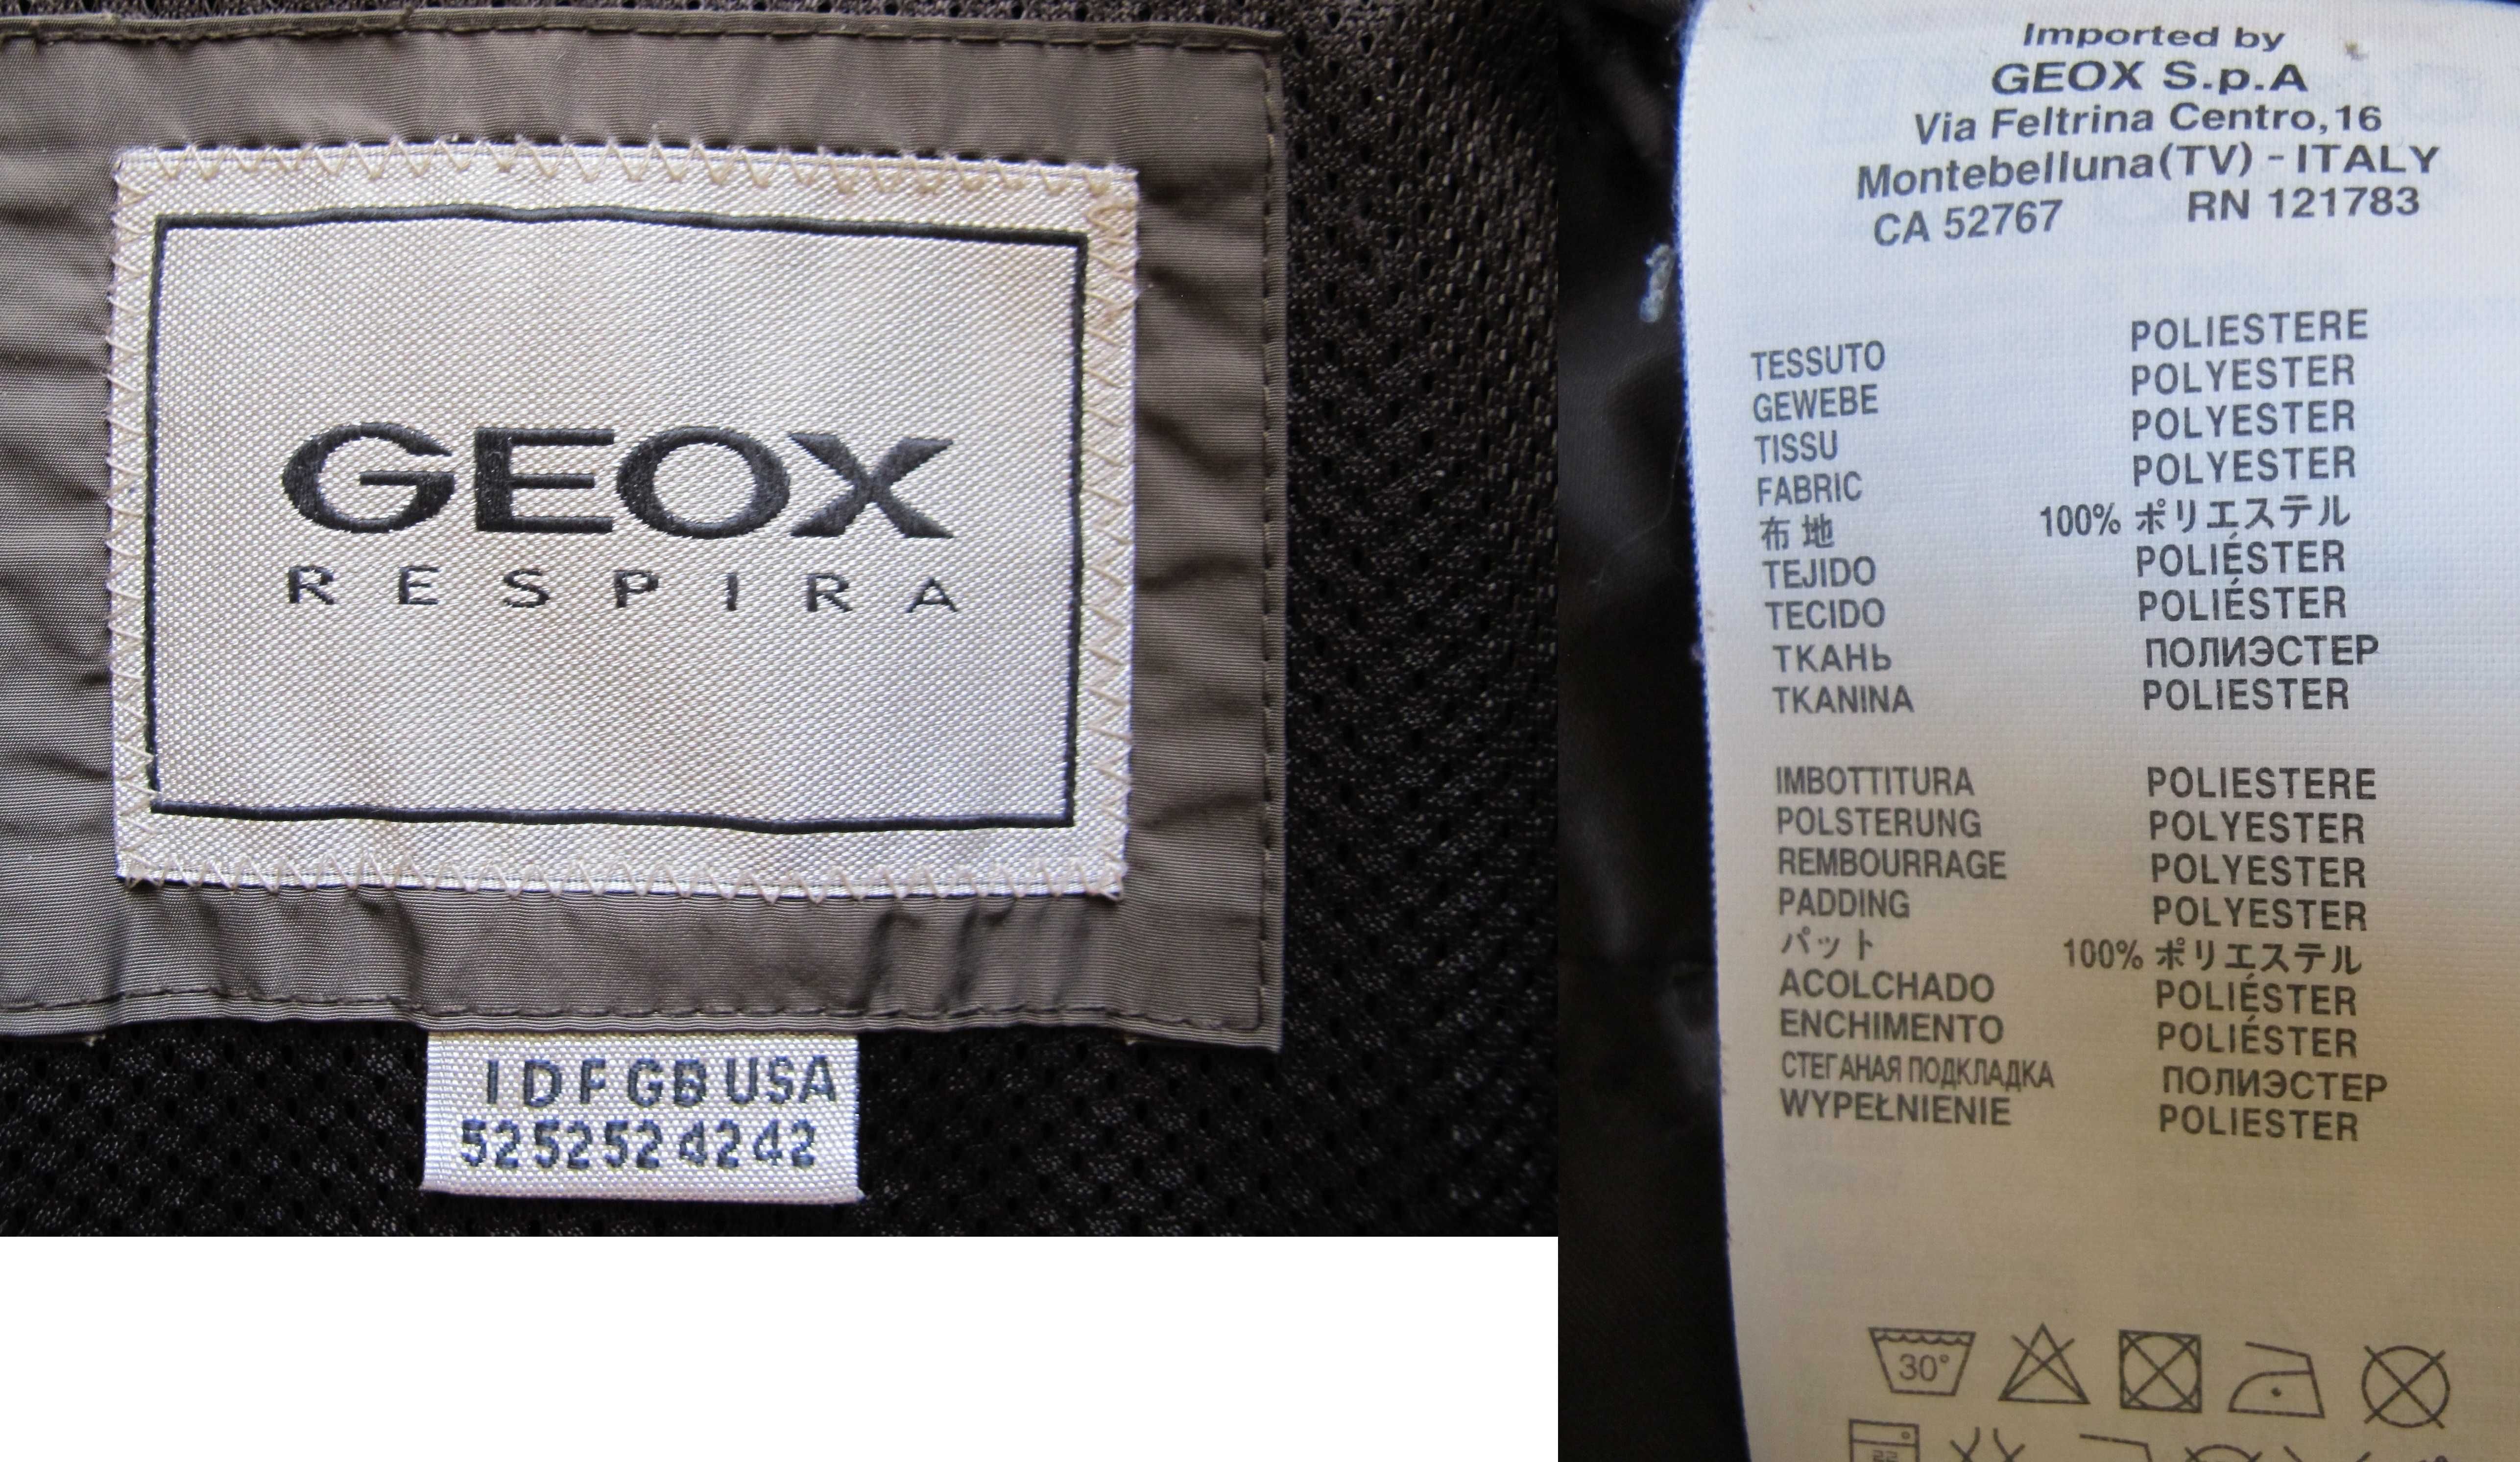 GEOX
RESPIRA
I D F GB USA
52 52 52 42 42
Imported by
GEOX S.p.A
Via Feltrina Centro,16
Montebelluna(TV) - ITALY
CA 52767 RN 121783
TESSUTO POLIESTERE
GEWEBE POLYESTER
TISSU POLYESTER
FABRIC POLYESTER
布地 100% ポリエステル
TEJIDO POLIÉSTER
TECIDO POLIÉSTER
ТКАНЬ ПОЛИЭСТЕР
TKANINA POLIESTER
IMBOTTITURA POLIESTERE
POLSTERUNG POLYESTER
REMBOURRAGE POLYESTER
PADDING POLYESTER
パット 100% ポリエステル
ACOLCHADO POLIÉSTER
ENCHIMENTO POLIÉSTER
СТЕГАНАЯ ПОДКЛАДКА ПОЛИЭСТЕР
WYPEŁNIENIE POLIESTER
30°